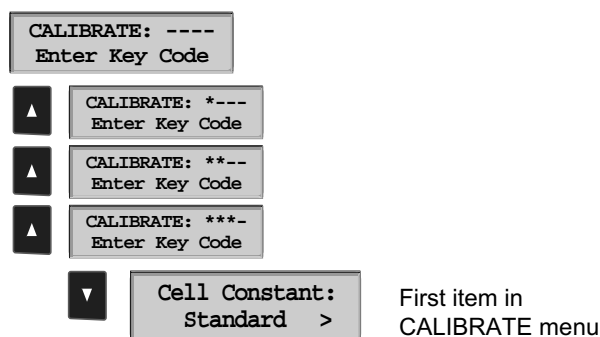 CALIBRATE: ----
Enter Key Code
CALIBRATE: *---
Enter Key Code
CALIBRATE: **--
Enter Key Code
CALIBRATE: ***-
Enter Key Code
Cell Constant:
Standard >
First item in
CALIBRATE menu